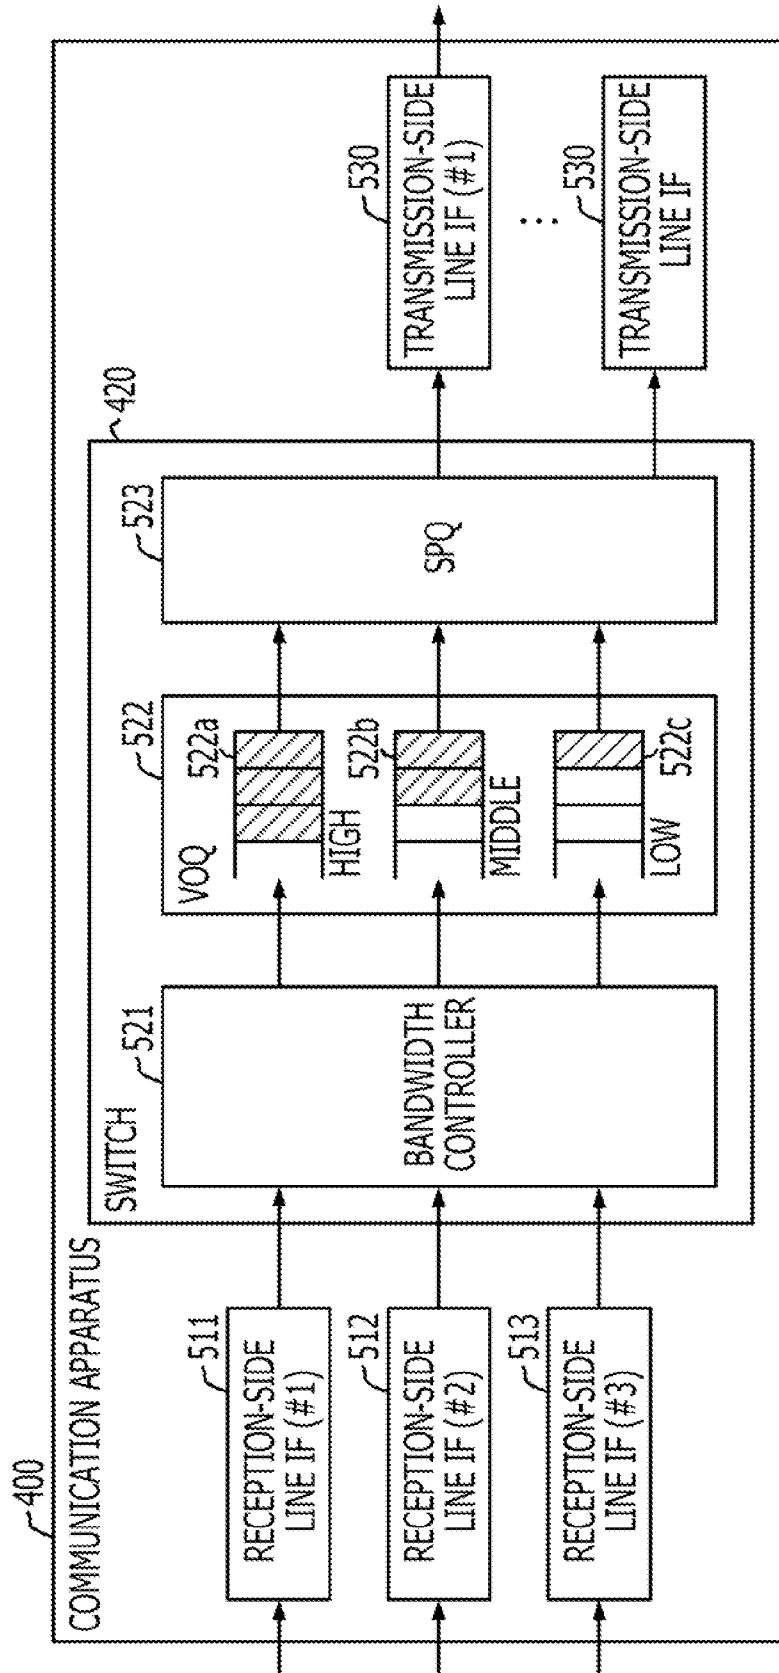 400
COMMUNICATION APPARATUS
511
RECEPTION-SIDE
LINE IF (#1)
512
RECEPTION-SIDE
LINE IF (#2)
513
RECEPTION-SIDE
LINE IF (#3)
420
SWITCH
521
BANDWIDTH
CONTROLLER
522
VOQ
522a
HIGH
522b
MIDDLE
522c
LOW
523
SPQ
530
TRANSMISSION-SIDE
LINE IF (#1)
530
TRANSMISSION-SIDE
LINE IF